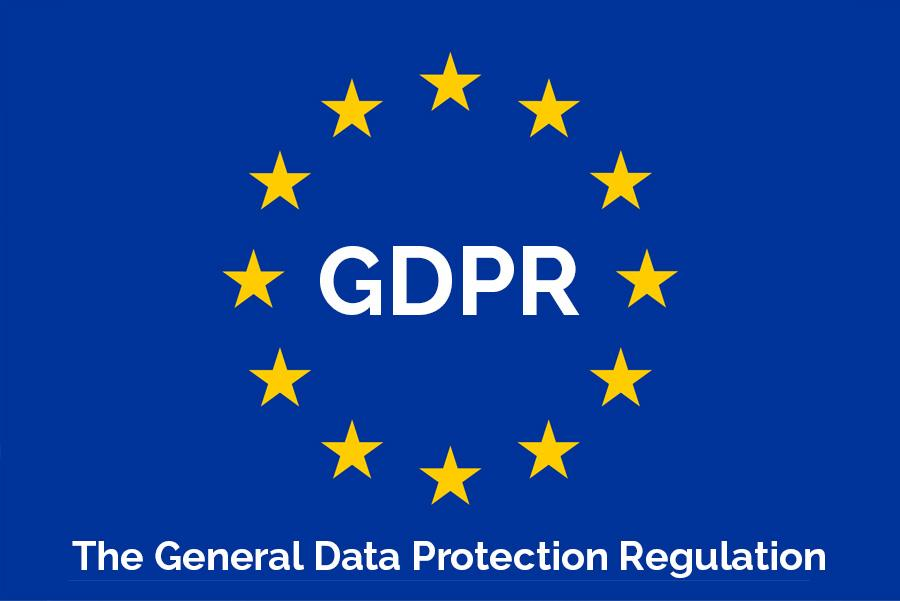 GDPR
The General Data Protection Regulation